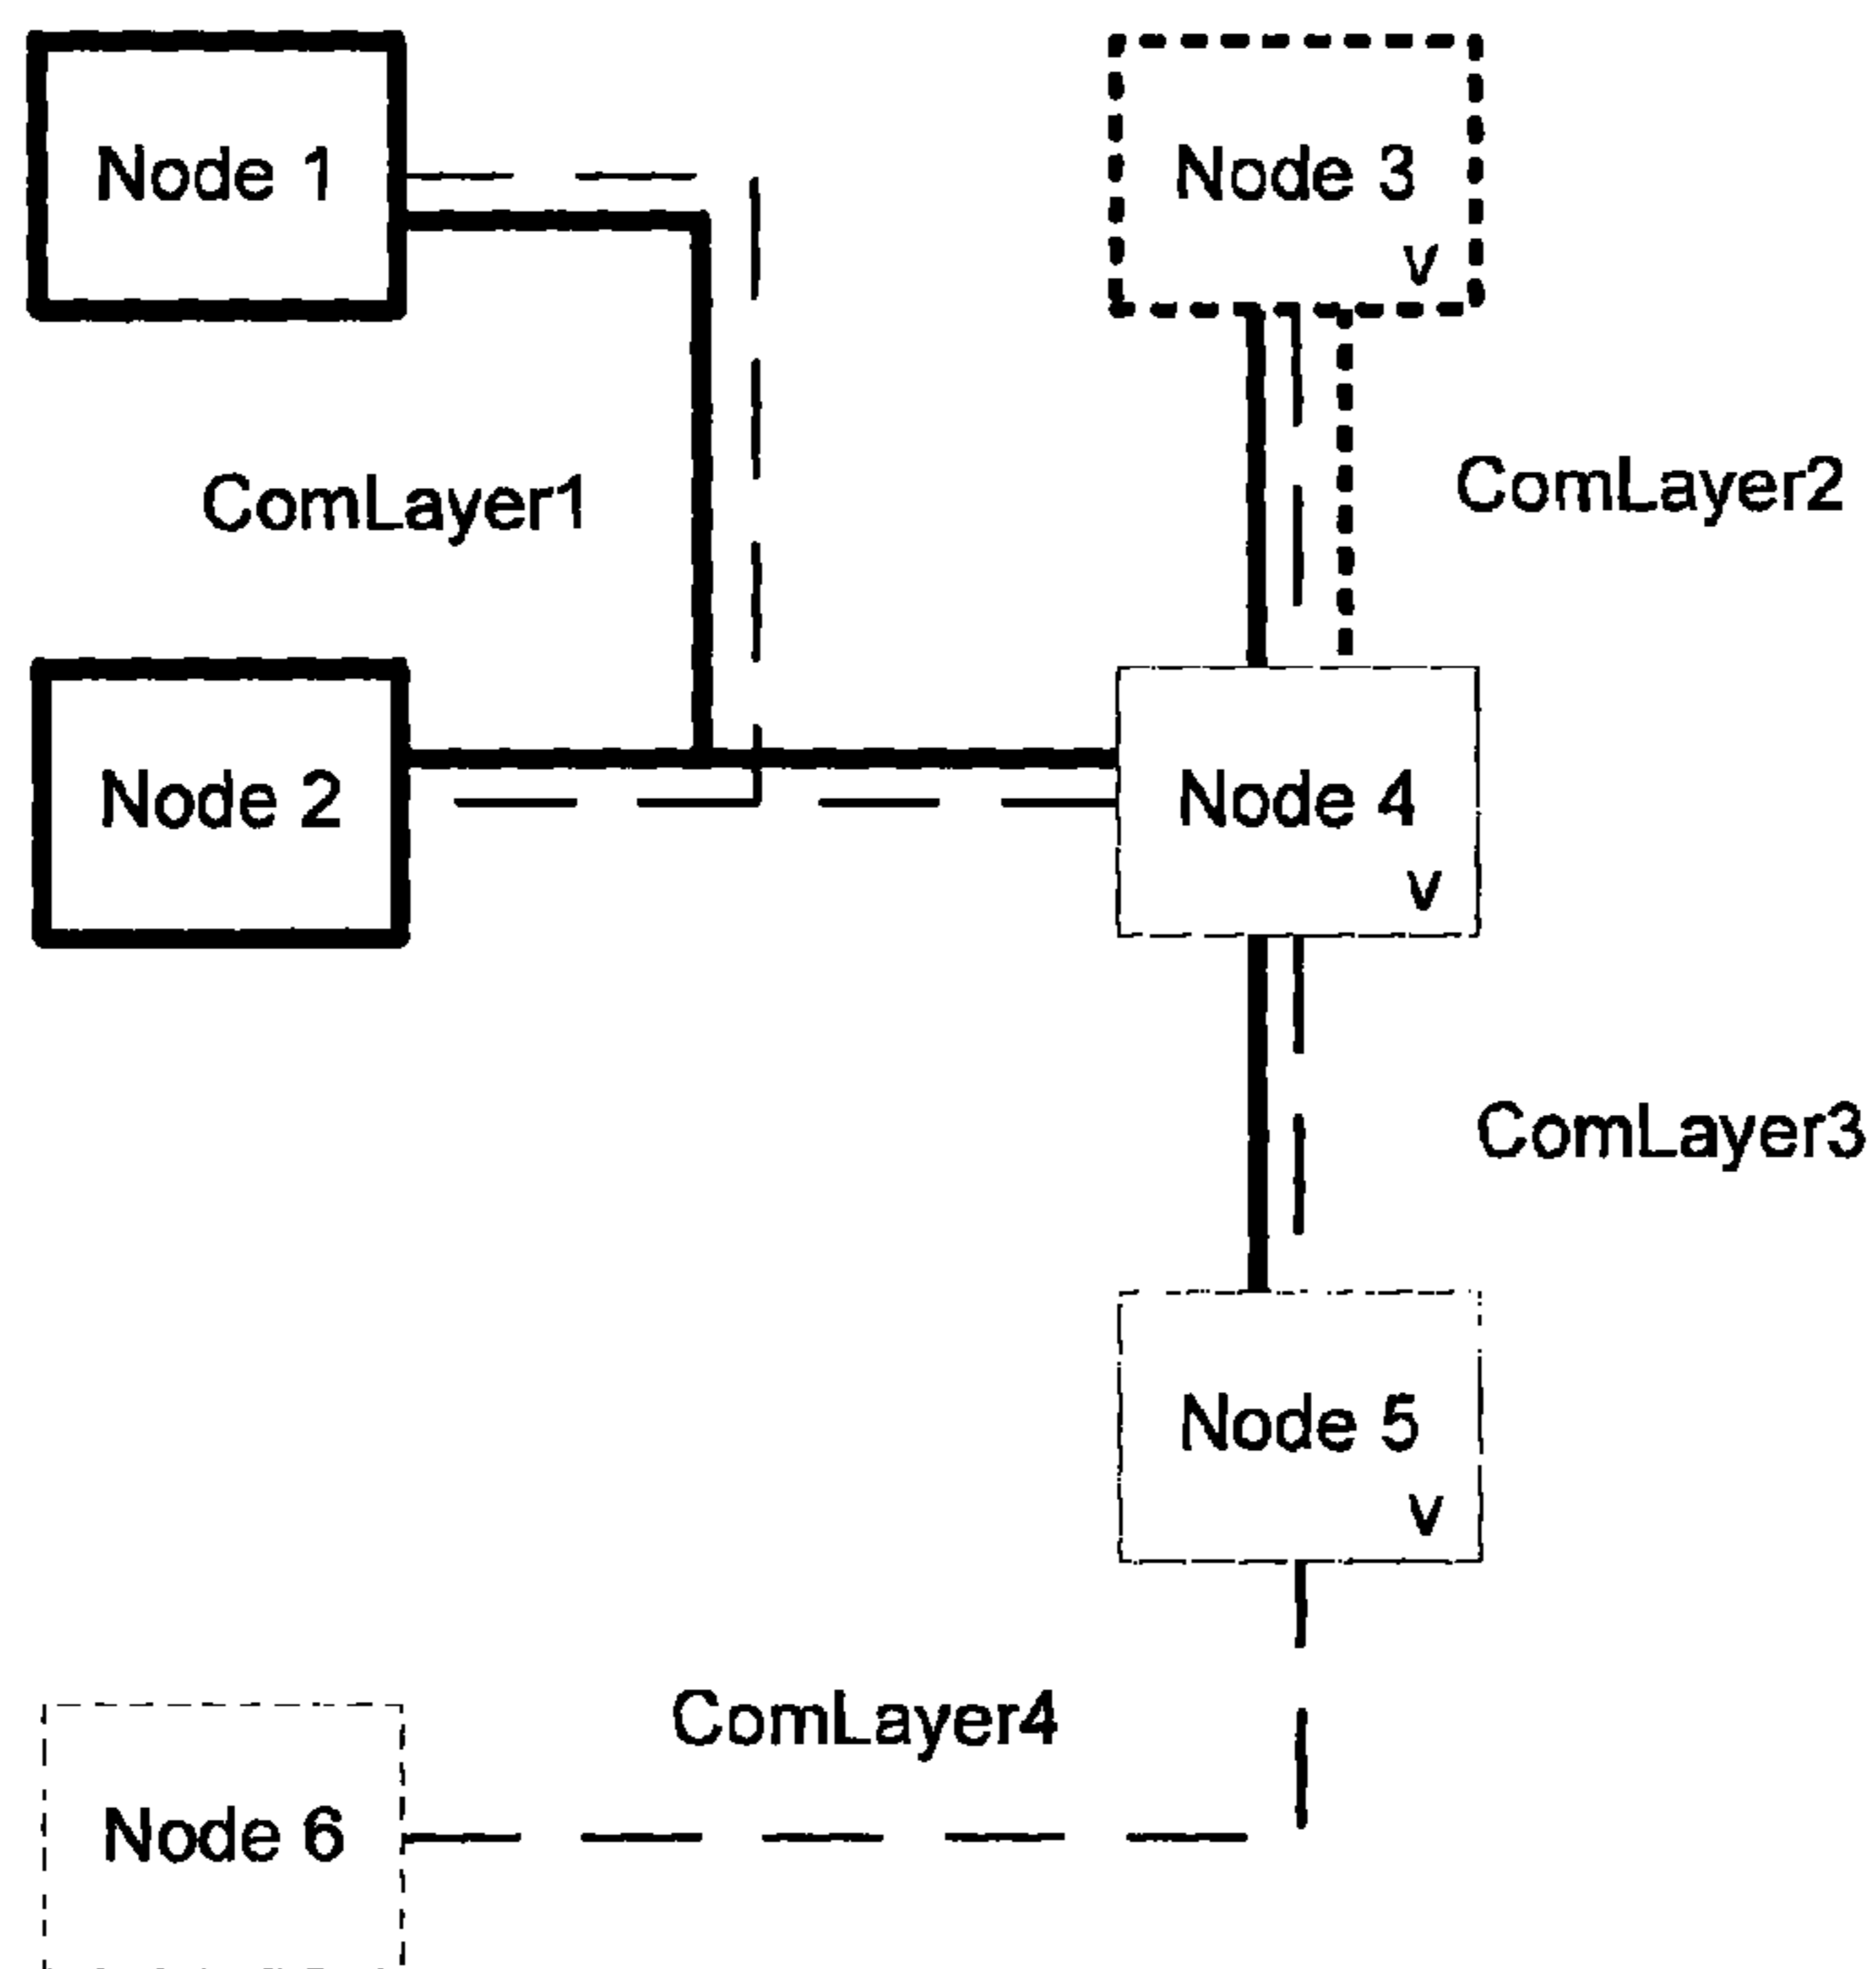 Node 1
Node 3
v
ComLayer1
ComLayer2
Node 2
Node 4
v
ComLayer3
Node 5
v
ComLayer4
Node 6